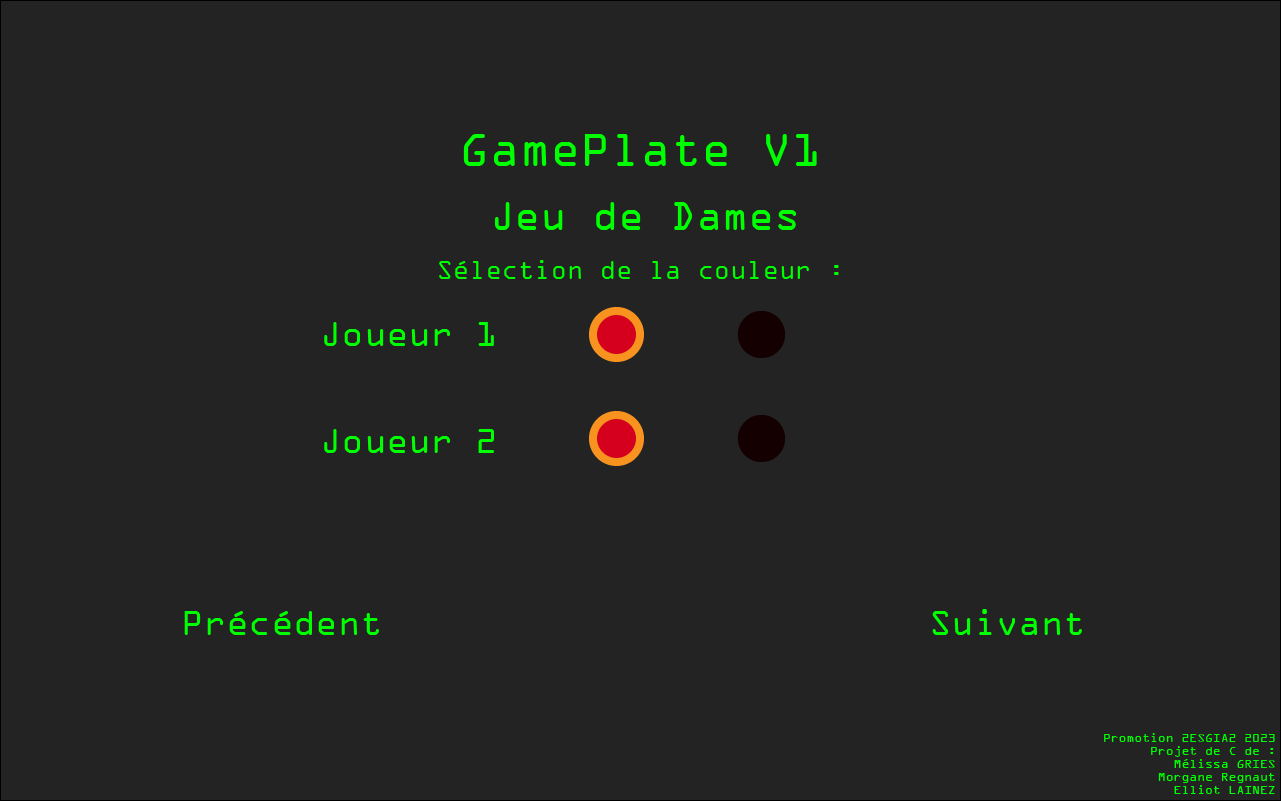 GamePlate V1
Jeu de Dames
Sélection de la couleur :
Joueur 1
Joueur 2
Précédent
Suivant
Promotion 2ESGIA2 2023
Projet de C de :
Mélissa GRIES
Morgane Regnaut
Elliot LAINEZ